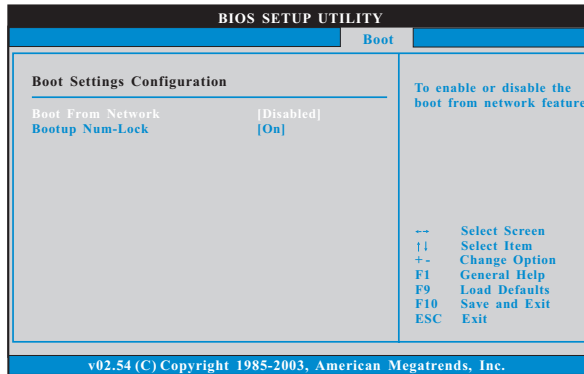 BIOS SETUP UTILITY
Boot
Boot Settings Configuration
Boot From Network [Disabled]
Bootup Num-Lock [On]
To enable or disable the
boot from network feature
←→ Select Screen
↑↓ Select Item
+- Change Option
F1 General Help
F9 Load Defaults
F10 Save and Exit
ESC Exit
v02.54 (C) Copyright 1985-2003, American Megatrends, Inc.